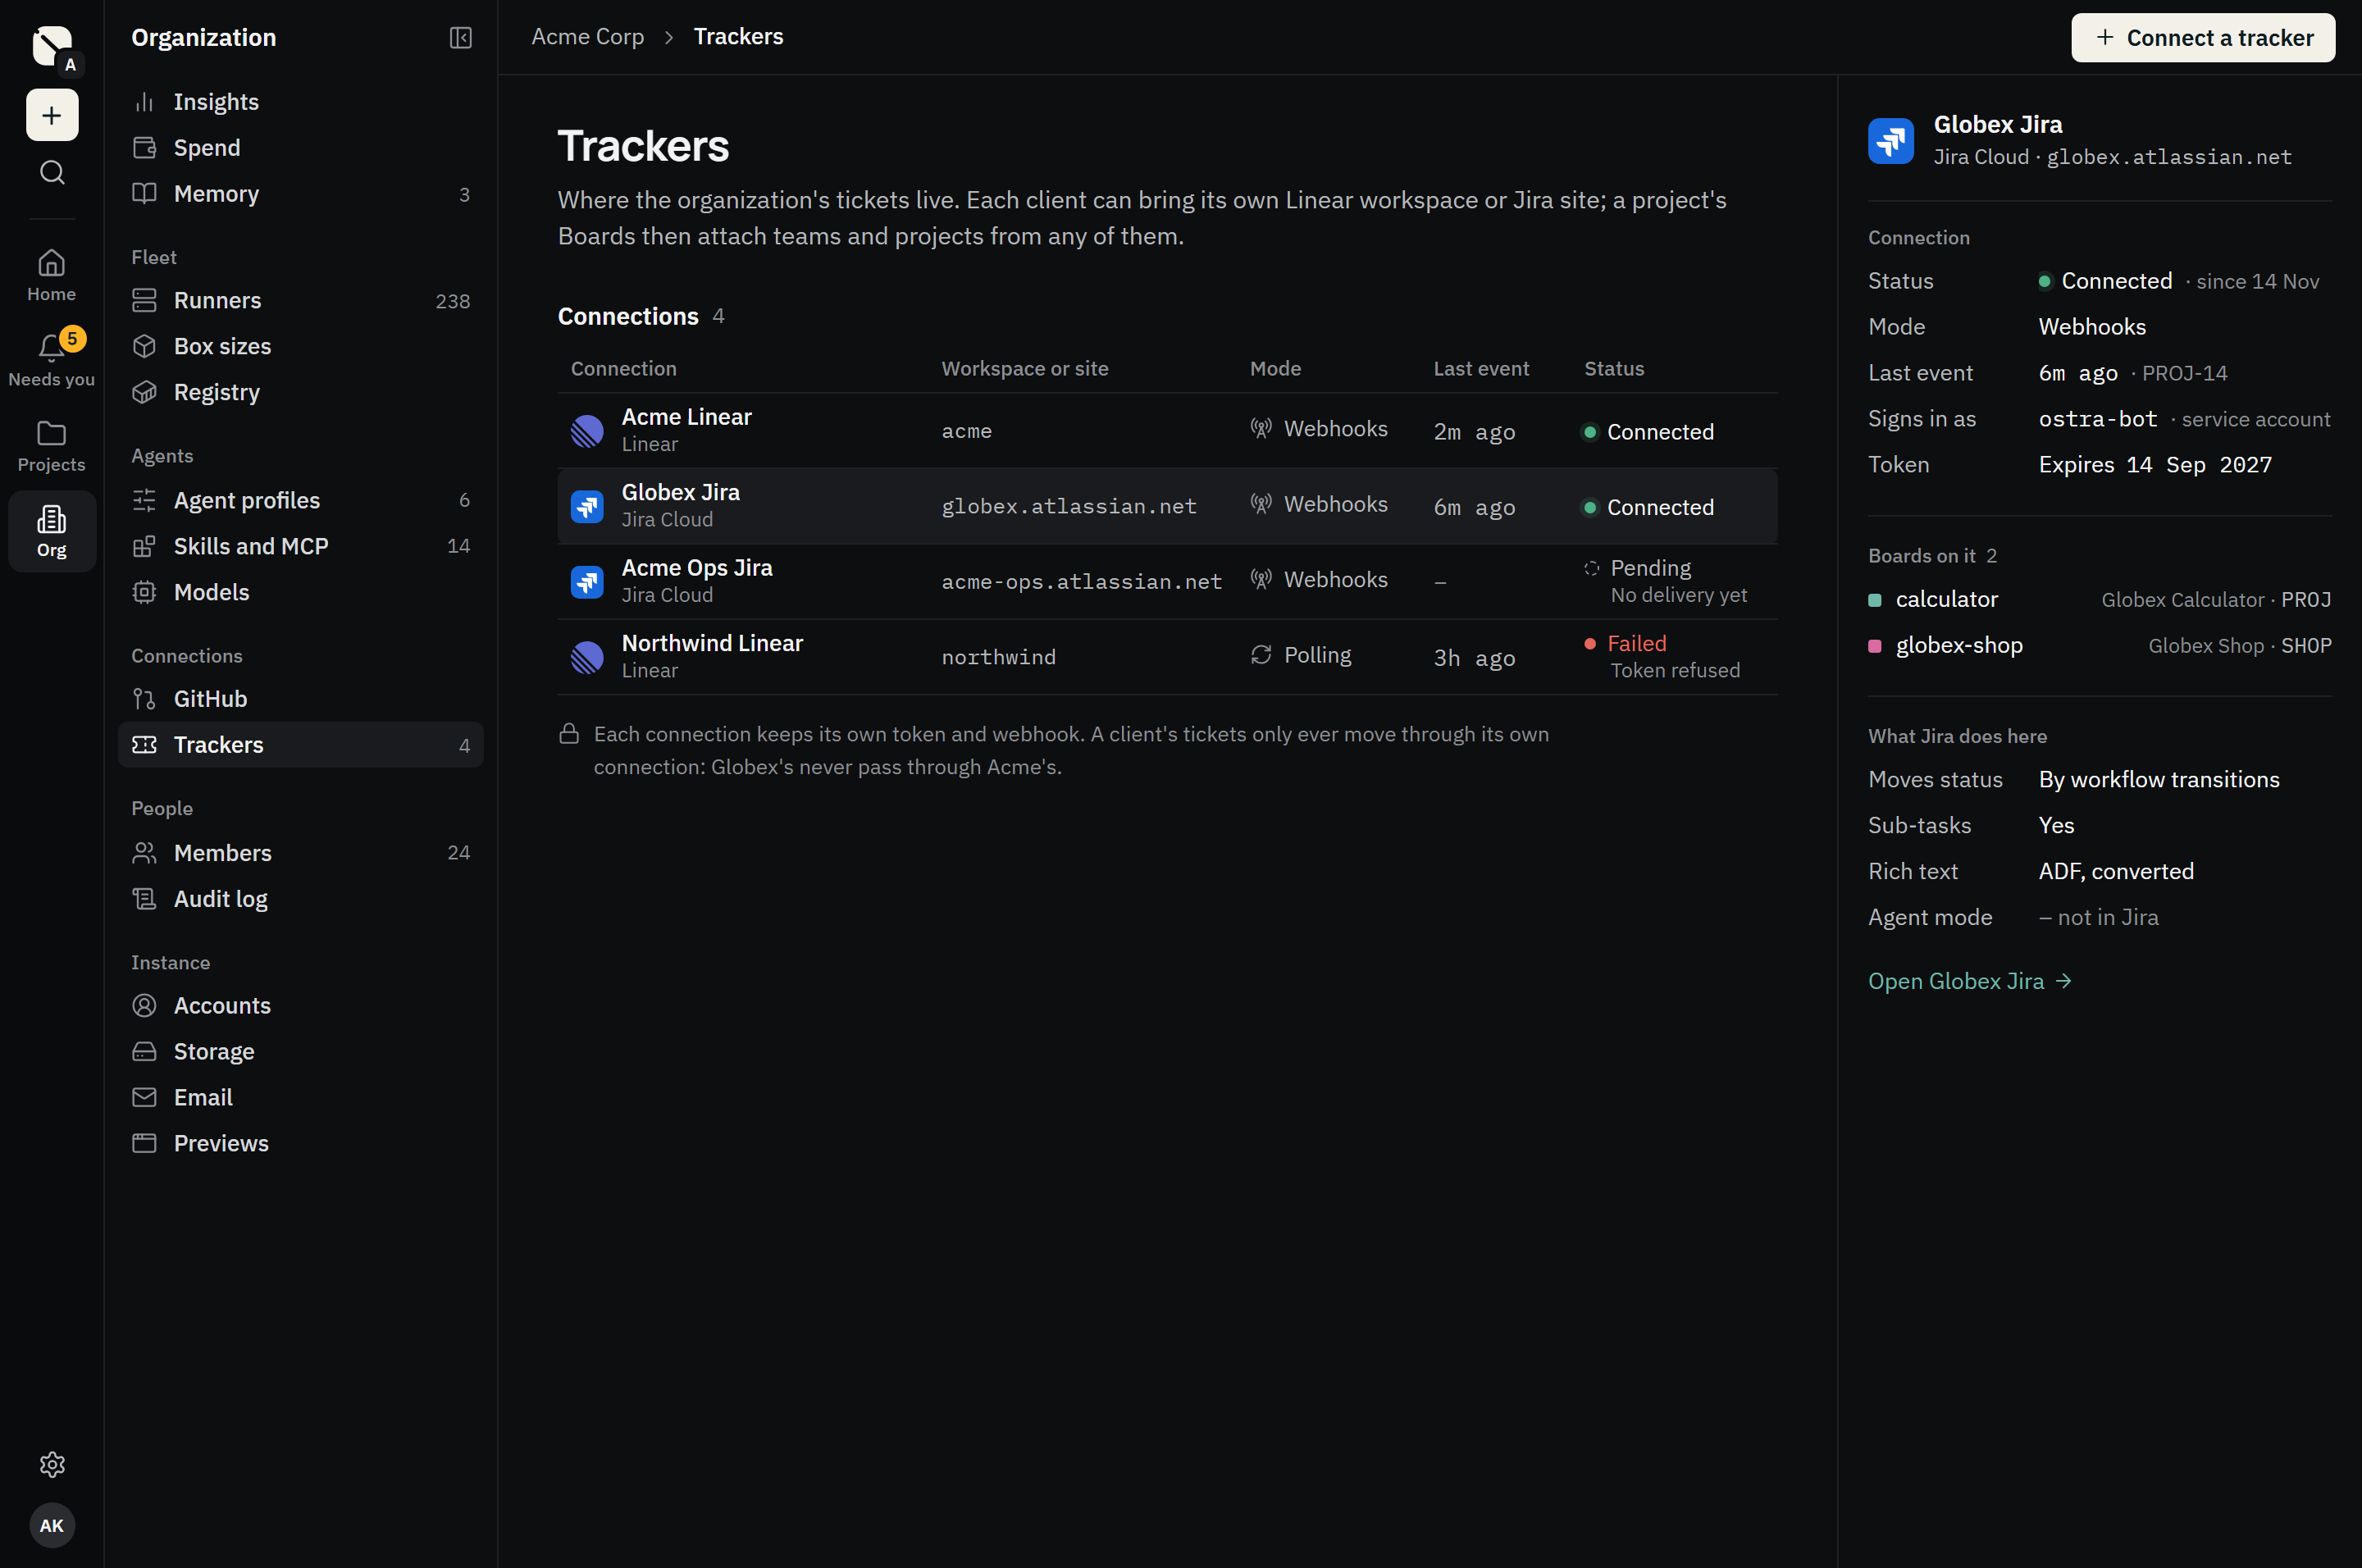 A
Home
5
Needs you
Projects
Org
AK
Organization
Insights
Spend
Memory 3
Fleet
Runners 238
Box sizes
Registry
Agents
Agent profiles 6
Skills and MCP 14
Models
Connections
GitHub
Trackers 4
People
Members 24
Audit log
Instance
Accounts
Storage
Email
Previews
Acme Corp > Trackers
+ Connect a tracker
Trackers
Where the organization's tickets live. Each client can bring its own Linear workspace or Jira site; a project's
Boards then attach teams and projects from any of them.
Connections 4
Connection Workspace or site Mode Last event Status
Acme Linear
Linear
acme Webhooks 2m ago Connected
Globex Jira
Jira Cloud
globex.atlassian.net Webhooks 6m ago Connected
Acme Ops Jira
Jira Cloud
acme-ops.atlassian.net Webhooks – Pending
No delivery yet
Northwind Linear
Linear
northwind Polling 3h ago Failed
Token refused
Each connection keeps its own token and webhook. A client's tickets only ever move through its own
connection: Globex's never pass through Acme's.
Globex Jira
Jira Cloud · globex.atlassian.net
Connection
Status Connected · since 14 Nov
Mode Webhooks
Last event 6m ago · PROJ-14
Signs in as ostra-bot · service account
Token Expires 14 Sep 2027
Boards on it 2
calculator Globex Calculator · PROJ
globex-shop Globex Shop · SHOP
What Jira does here
Moves status By workflow transitions
Sub-tasks Yes
Rich text ADF, converted
Agent mode – not in Jira
Open Globex Jira →